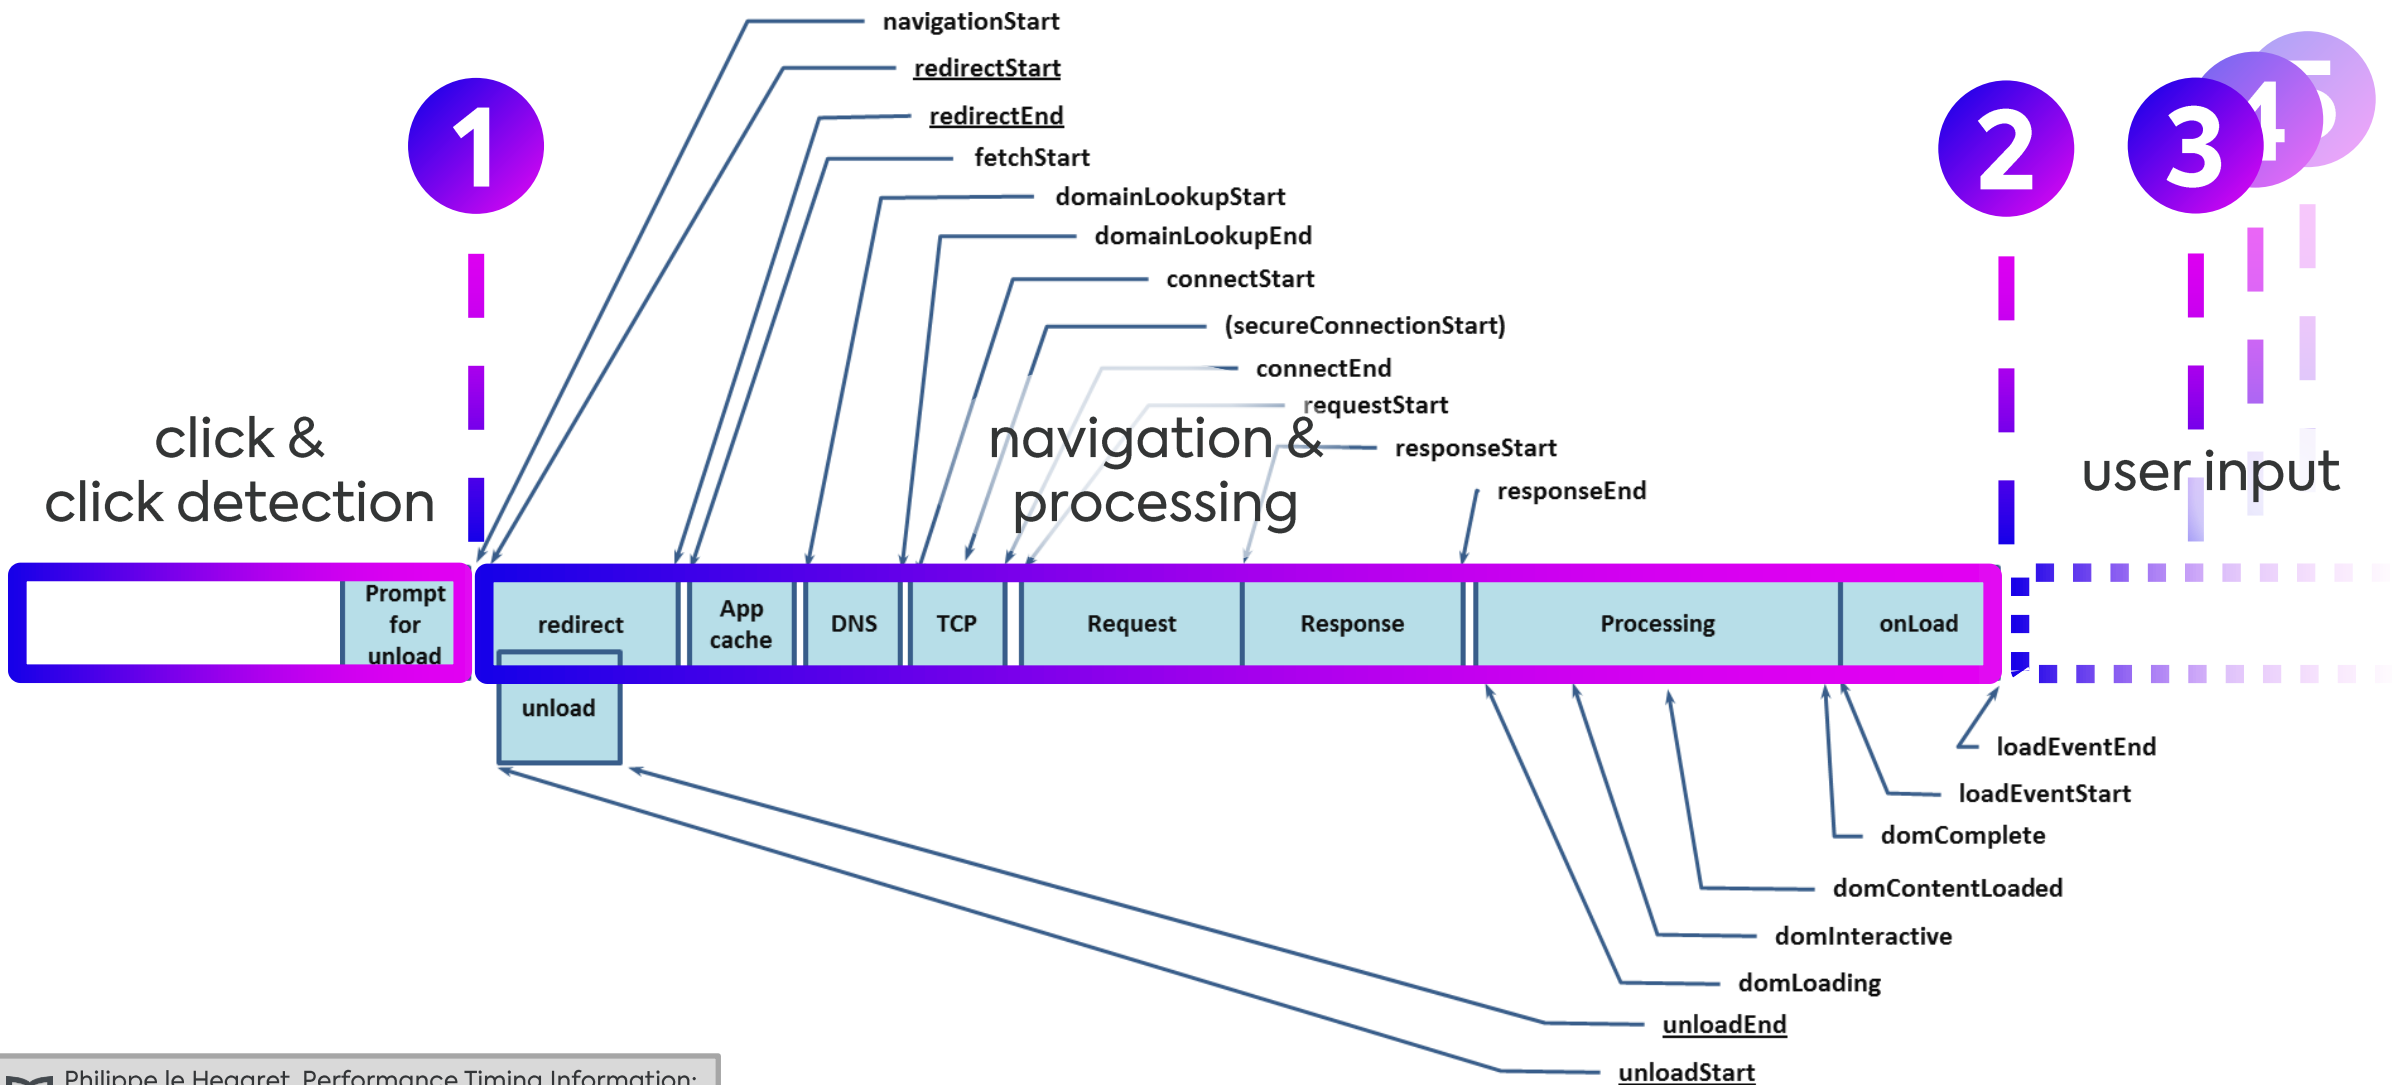 navigationStart
redirectStart
redirectEnd
fetchStart
domainLookupStart
domainLookupEnd
connectStart
(secureConnectionStart)
connectEnd
requestStart
responseStart
responseEnd
1
2
3
4
5
click &
click detection
navigation &
processing
user input
Prompt
for
unload
redirect
App
cache
DNS
TCP
Request
Response
Processing
onLoad
unload
loadEventEnd
loadEventStart
domComplete
domContentLoaded
domInteractive
domLoading
unloadEnd
unloadStart
Philippe le Hegaret, Performance Timing Information;